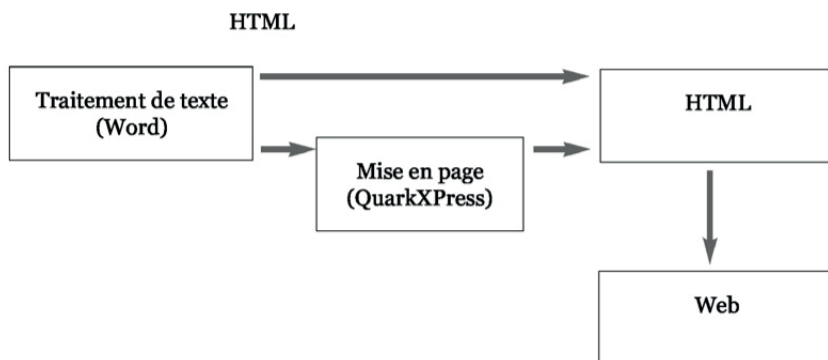 HTML
Traitement de texte
(Word)
HTML
Mise en page
(QuarkXPress)
Web